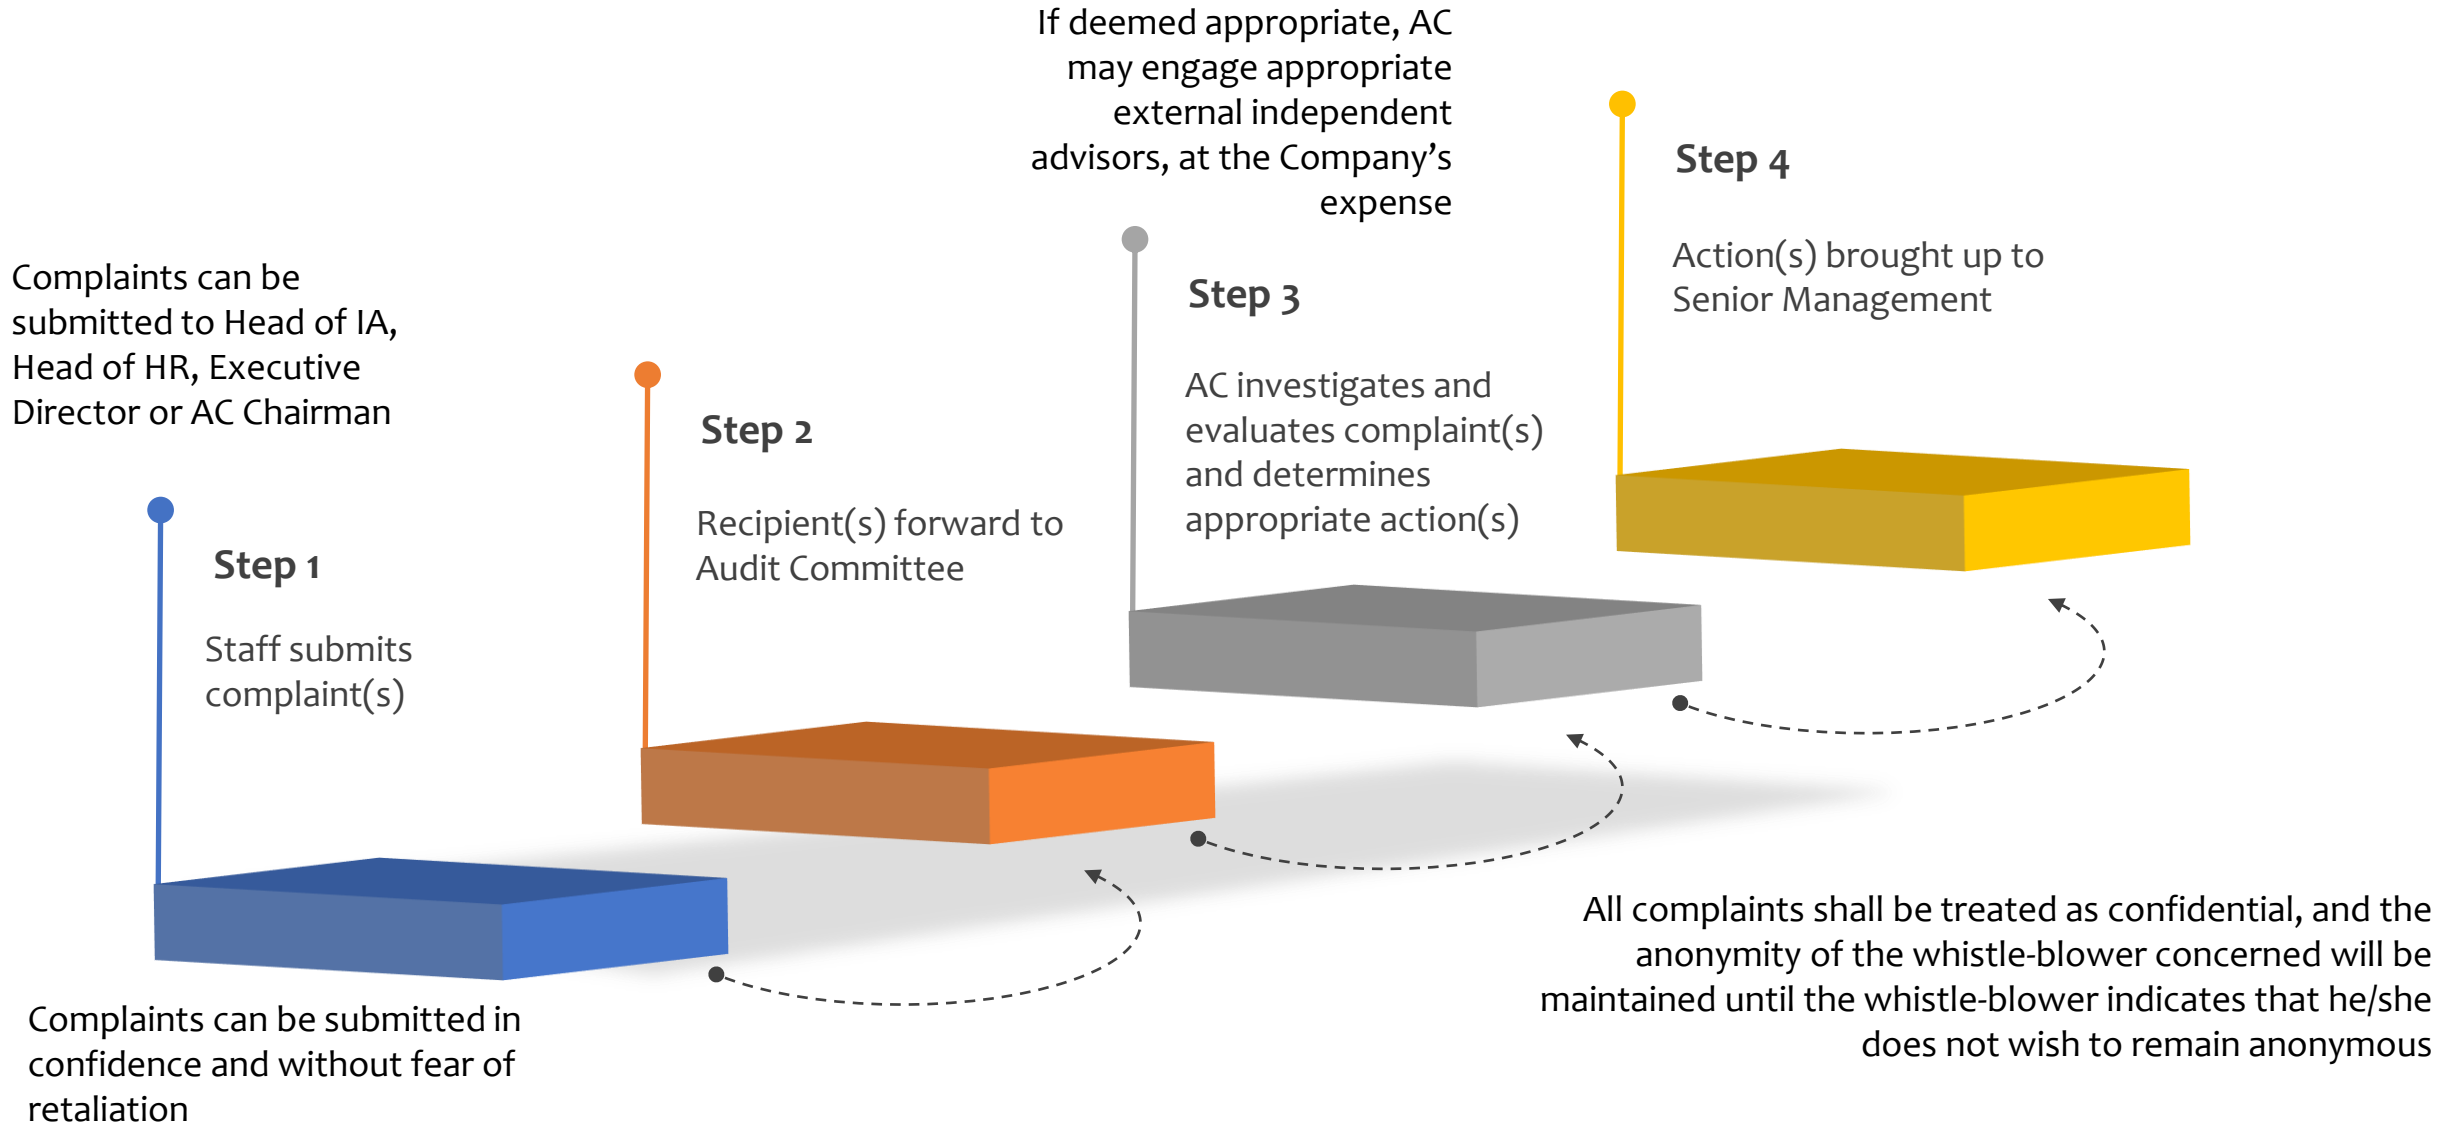 Complaints can be
submitted to Head of IA,
Head of HR, Executive
Director or AC Chairman
Step 1
Staff submits
complaint(s)
Complaints can be submitted in
confidence and without fear of
retaliation
Step 2
Recipient(s) forward to
Audit Committee
If deemed appropriate, AC
may engage appropriate
external independent
advisors, at the Company’s
expense
Step 3
AC investigates and
evaluates complaint(s)
and determines
appropriate action(s)
Step 4
Action(s) brought up to
Senior Management
All complaints shall be treated as confidential, and the
anonymity of the whistle-blower concerned will be
maintained until the whistle-blower indicates that he/she
does not wish to remain anonymous